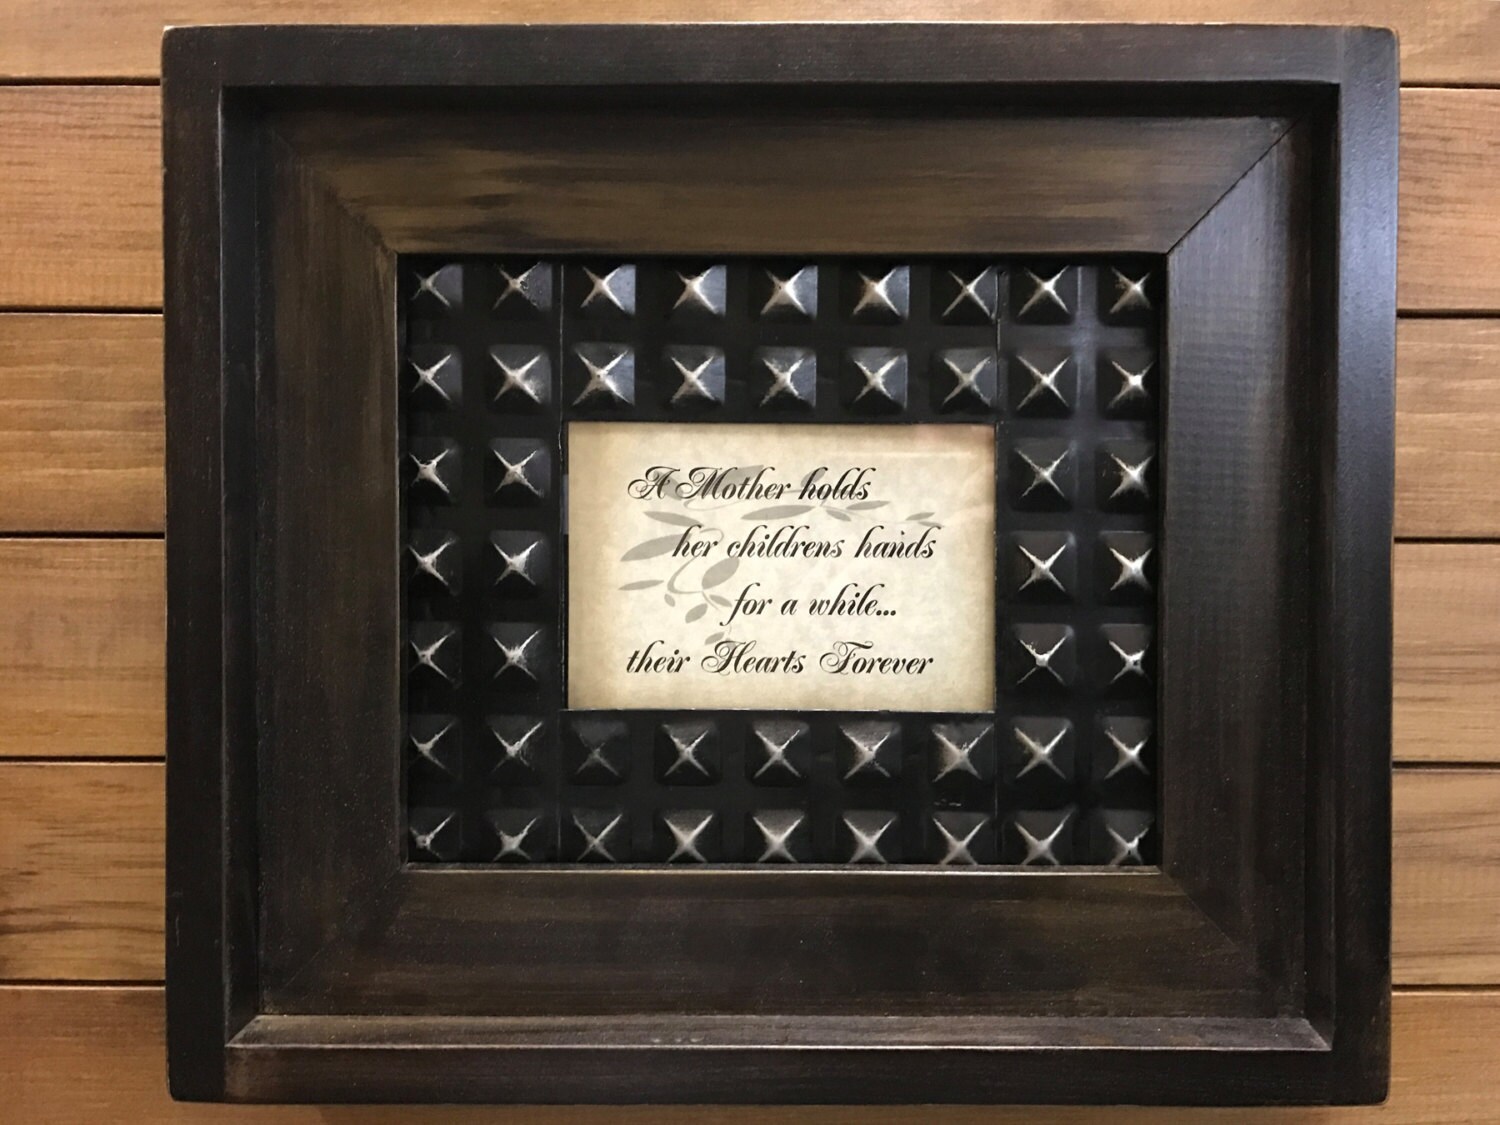 A Mother holds
her childrens hands
for a while...
their Hearts Forever